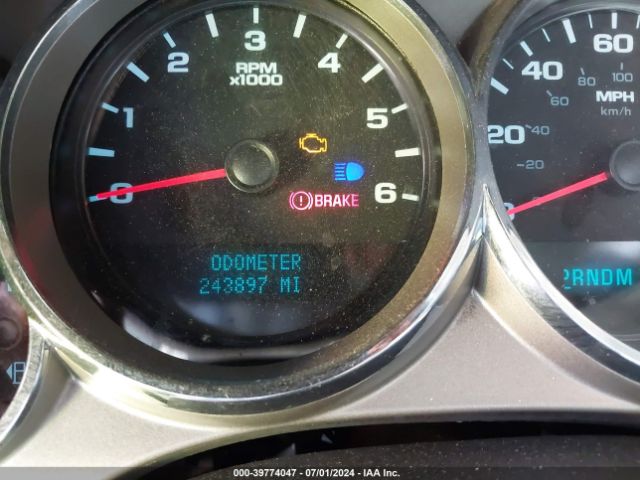 0 1 2 3 4 5 6
RPM
x1000
BRAKE
ODOMETER
243897 MI
20 40 60
-20 -40 60 80 100
MPH
km/h
RNDM
000-39774047 - 07/01/2024 - IAA Inc.